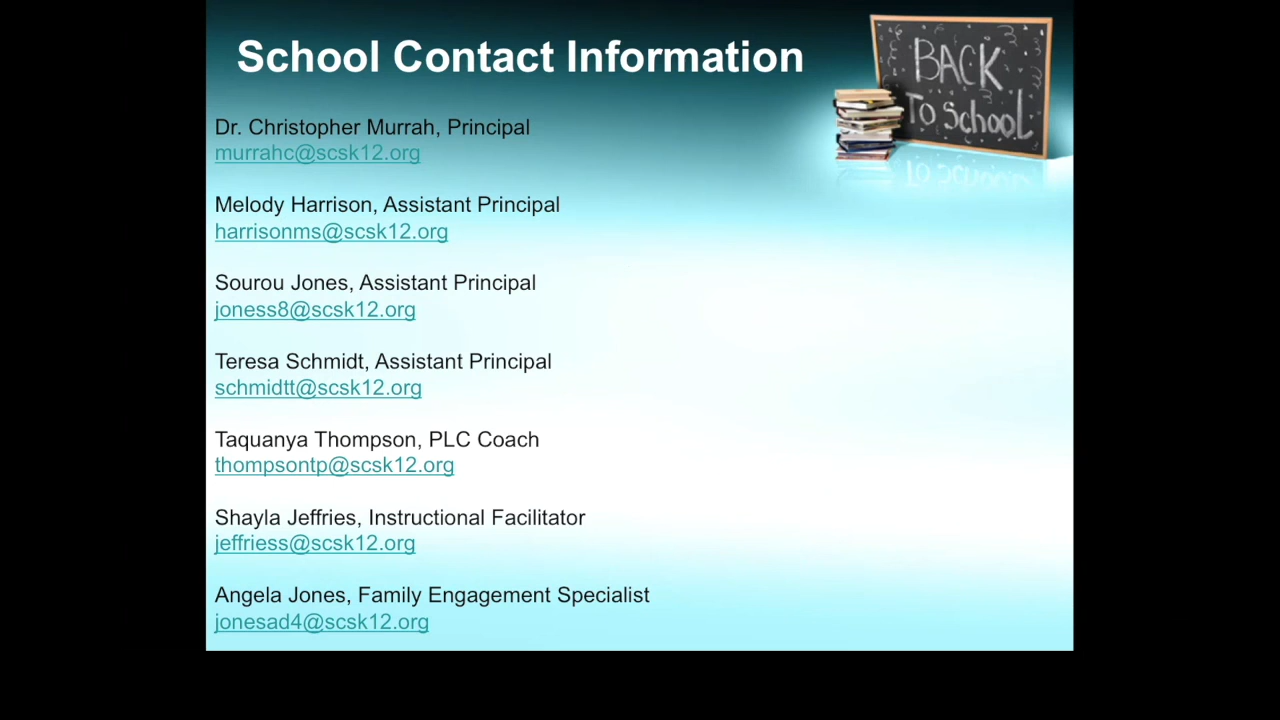 School Contact Information
BACK
To School
Dr. Christopher Murrah, Principal
murrahc@scsk12.org
Melody Harrison, Assistant Principal
harrisonms@scsk12.org
Sourou Jones, Assistant Principal
joness8@scsk12.org
Teresa Schmidt, Assistant Principal
schmidtt@scsk12.org
Taquanya Thompson, PLC Coach
thompsontp@scsk12.org
Shayla Jeffries, Instructional Facilitator
jeffriess@scsk12.org
Angela Jones, Family Engagement Specialist
jonesad4@scsk12.org